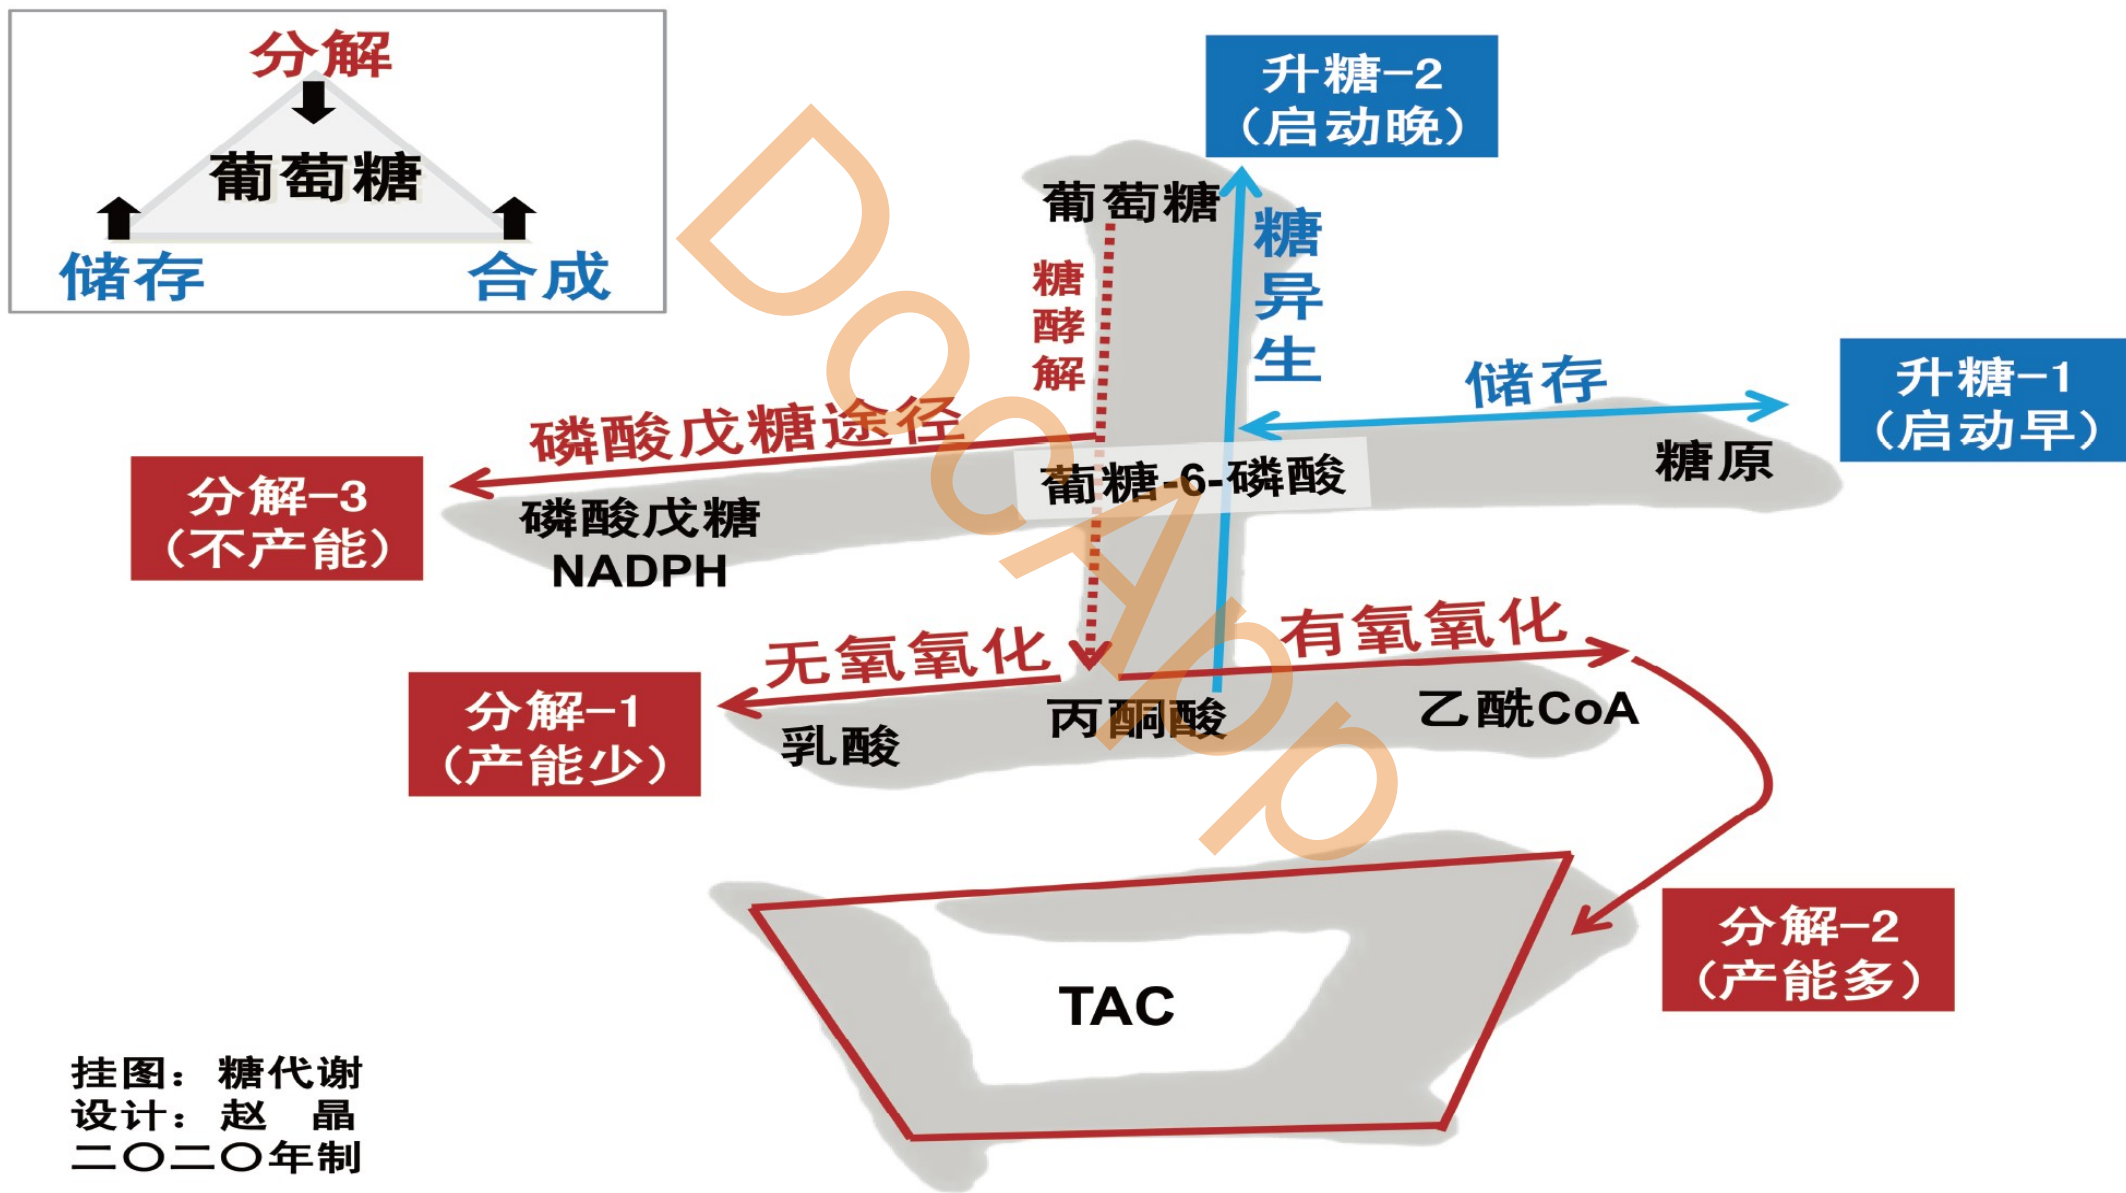 分解
葡萄糖
储存
合成
升糖-2
（启动晚）
葡萄糖
糖酵解
糖异生
储存
升糖-1
（启动早）
糖原
磷酸戊糖途径
葡糖-6-磷酸
分解-3
（不产能）
磷酸戊糖
NADPH
无氧氧化
有氧氧化
分解-1
（产能少）
乳酸
丙酮酸
乙酰CoA
TAC
分解-2
（产能多）
挂图：糖代谢
设计：赵 晶
二〇二〇年制
DocApp